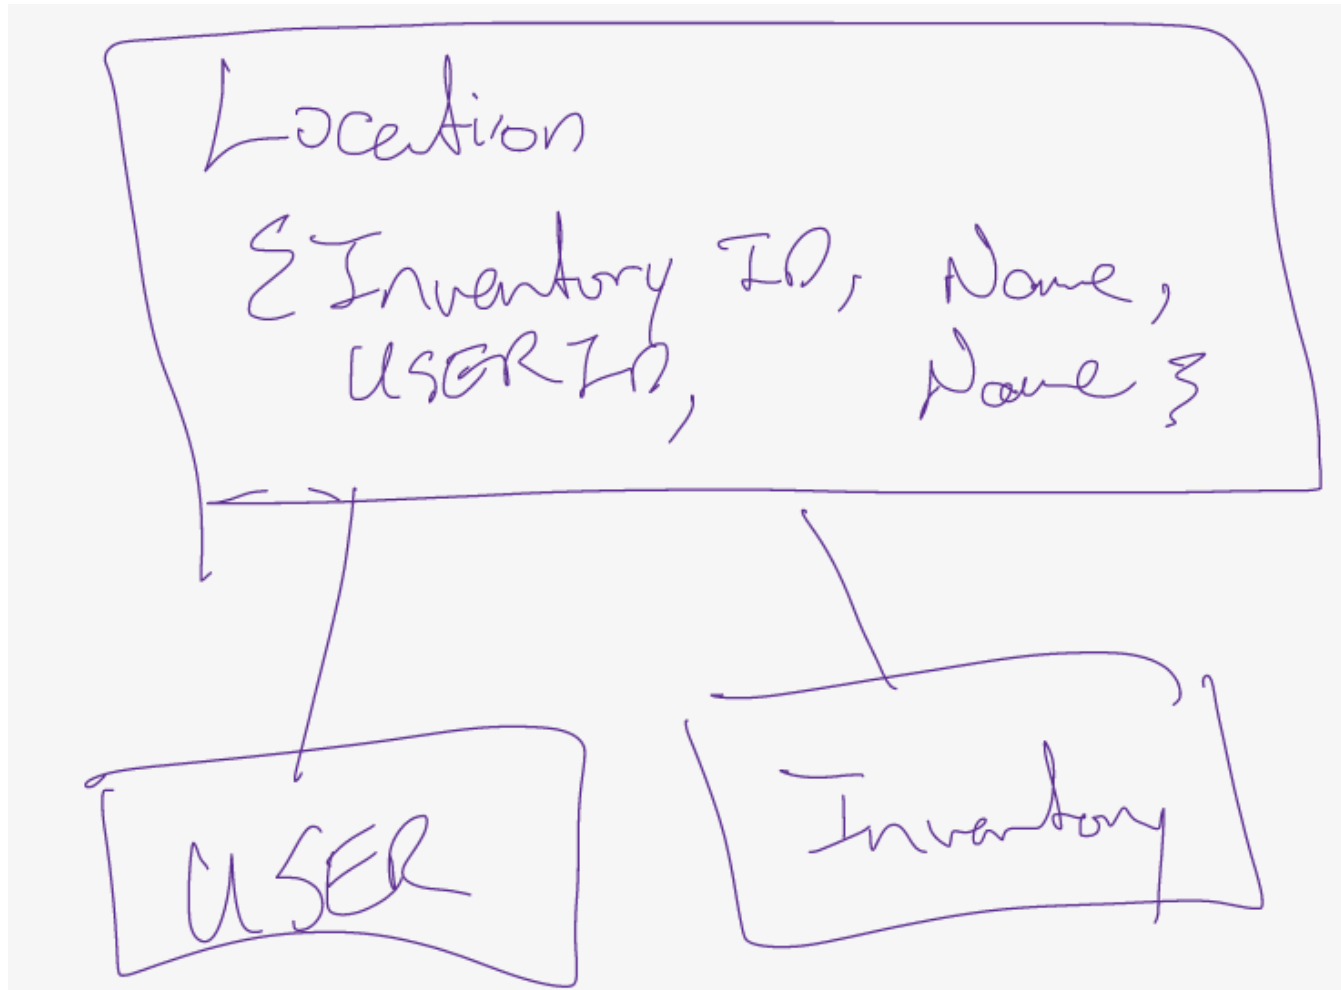 Location
{Inventory ID, Name,
USER ID, Name}
USER
Inventory